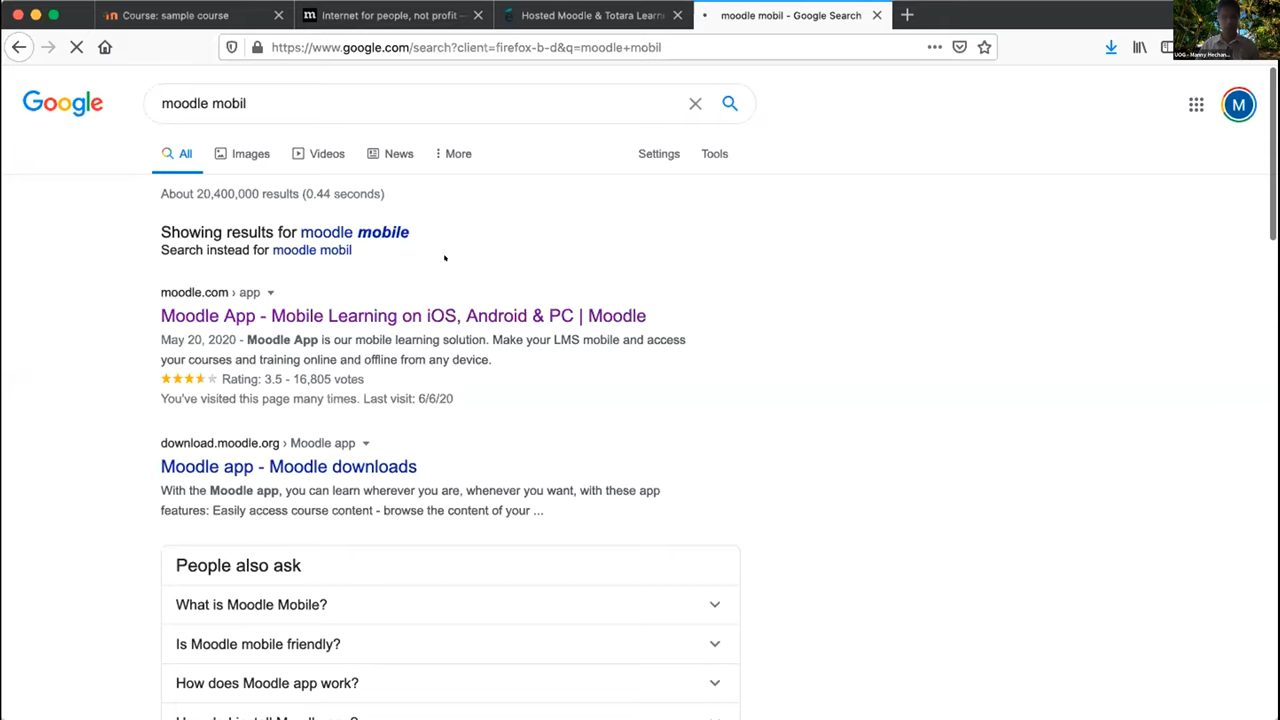 Course: sample course
Internet for people, not profit —
Hosted Moodle & Totara Learn
moodle mobil - Google Search
https://www.google.com/search?client=firefox-b-d&q=moodle+mobil
UOG - Manny Hechan...
Google
moodle mobil
M
All
Images
Videos
News
More
Settings
Tools
About 20,400,000 results (0.44 seconds)
Showing results for moodle mobile
Search instead for moodle mobil
moodle.com › app
Moodle App - Mobile Learning on iOS, Android & PC | Moodle
May 20, 2020 - Moodle App is our mobile learning solution. Make your LMS mobile and access
your courses and training online and offline from any device.
Rating: 3.5 - 16,805 votes
You've visited this page many times. Last visit: 6/6/20
download.moodle.org › Moodle app
Moodle app - Moodle downloads
With the Moodle app, you can learn wherever you are, whenever you want, with these app
features: Easily access course content - browse the content of your ...
People also ask
What is Moodle Mobile?
Is Moodle mobile friendly?
How does Moodle app work?